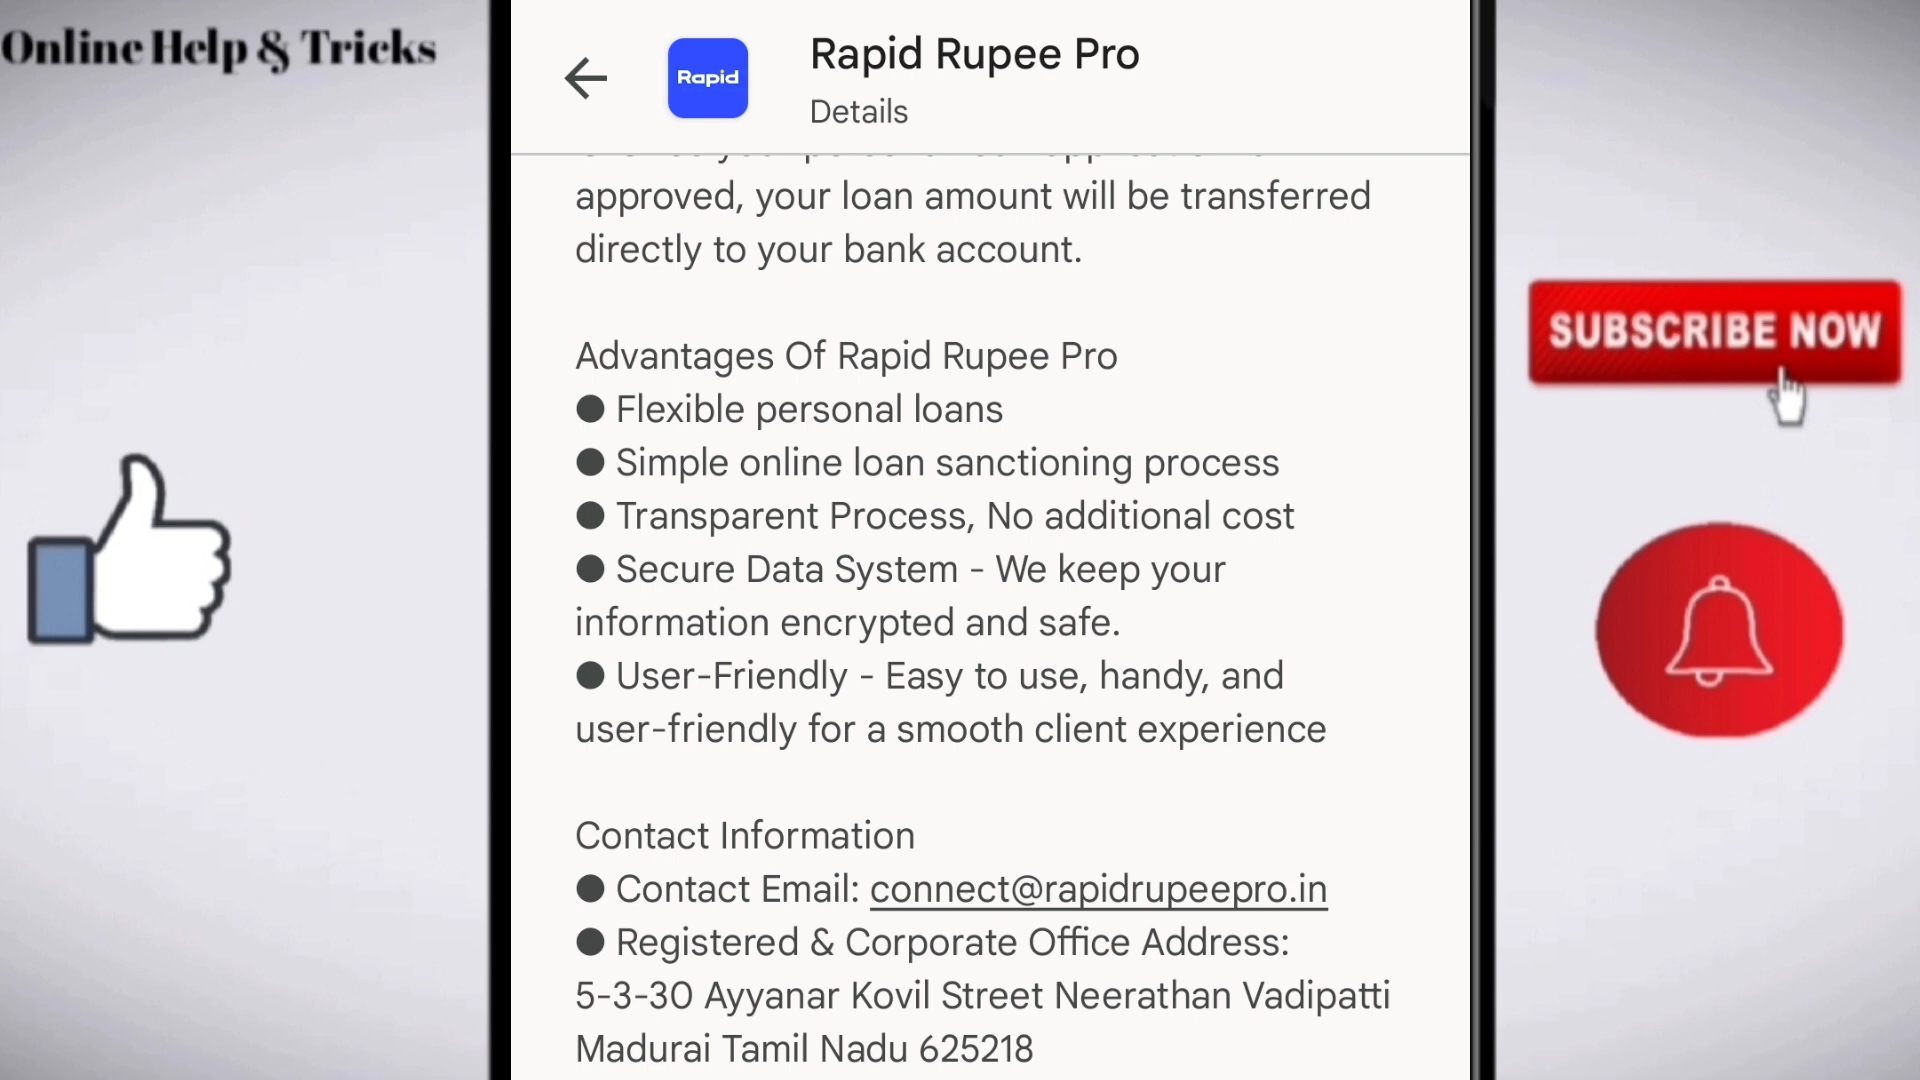 Online Help & Tricks
Rapid
Rapid Rupee Pro
Details
approved, your loan amount will be transferred
directly to your bank account.
Advantages Of Rapid Rupee Pro
● Flexible personal loans
● Simple online loan sanctioning process
● Transparent Process, No additional cost
● Secure Data System - We keep your
information encrypted and safe.
● User-Friendly - Easy to use, handy, and
user-friendly for a smooth client experience
Contact Information
● Contact Email: connect@rapidrupeepro.in
● Registered & Corporate Office Address:
5-3-30 Ayyanar Kovil Street Neerathan Vadipatti
Madurai Tamil Nadu 625218
SUBSCRIBE NOW